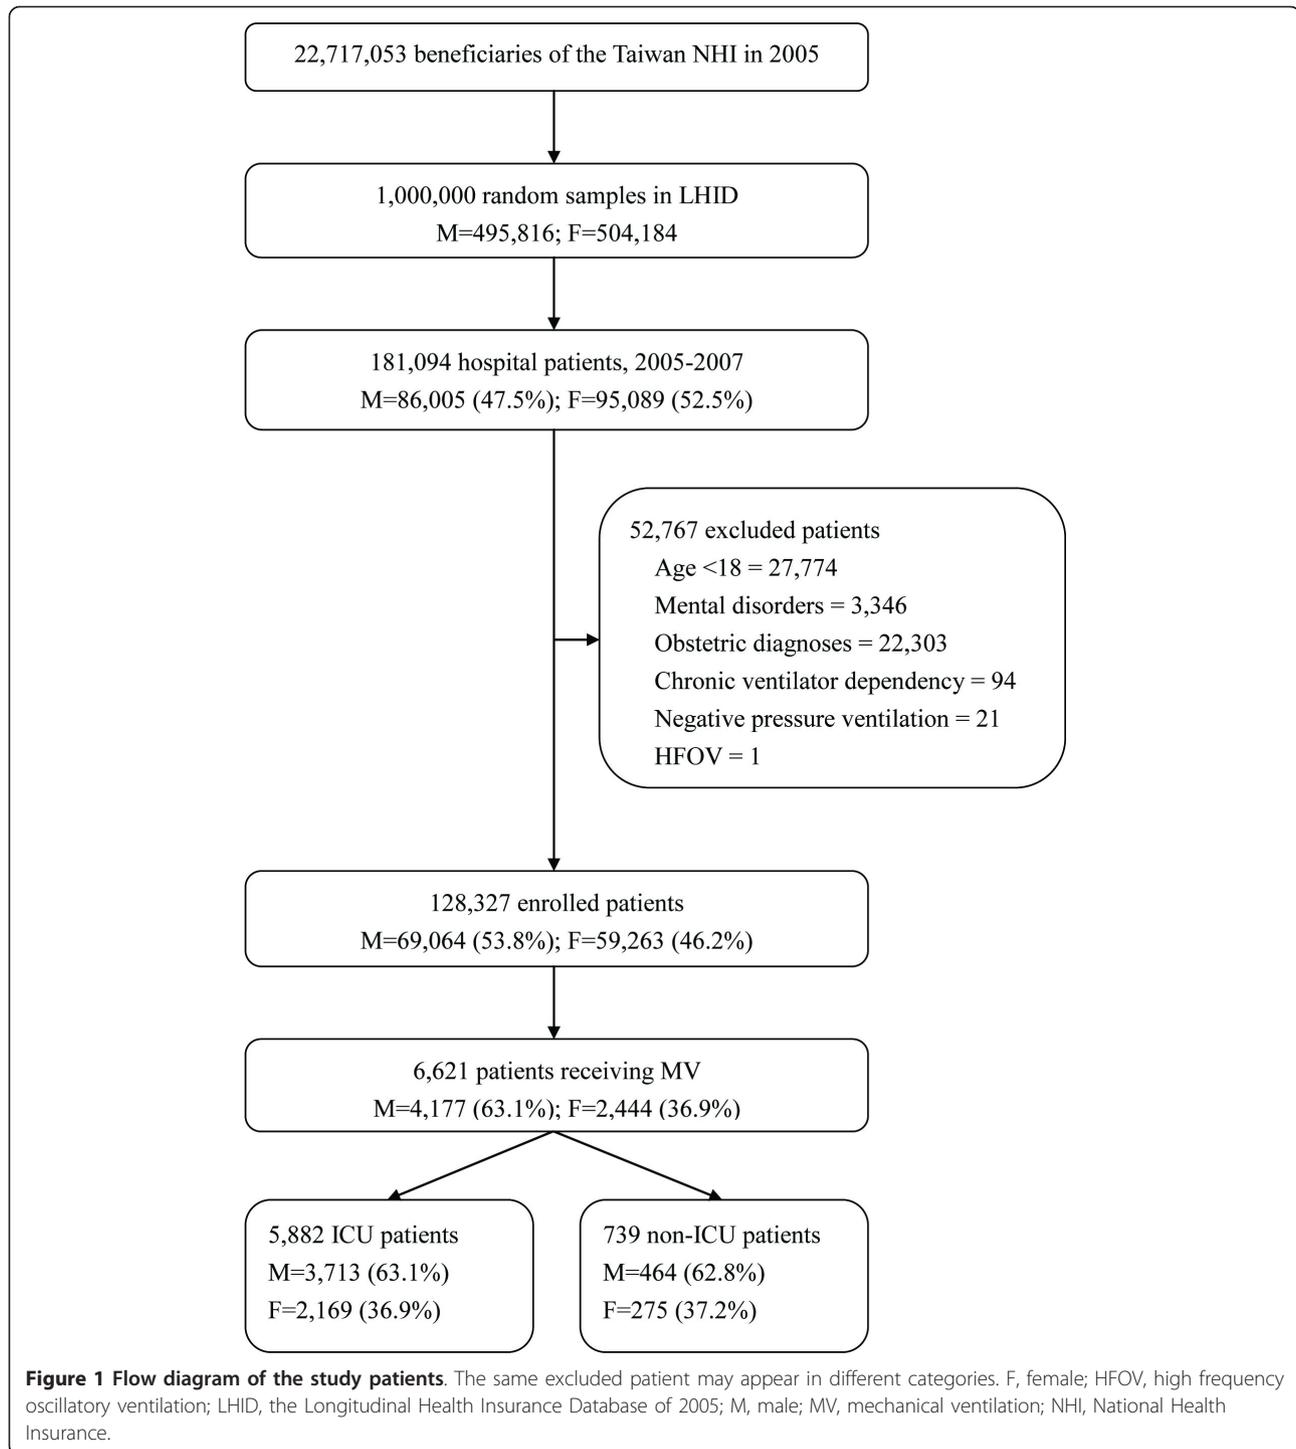 22,717,053 beneficiaries of the Taiwan NHI in 2005
1,000,000 random samples in LHID
M=495,816; F=504,184
181,094 hospital patients, 2005-2007
M=86,005 (47.5%); F=95,089 (52.5%)
52,767 excluded patients
Age <18 = 27,774
Mental disorders = 3,346
Obstetric diagnoses = 22,303
Chronic ventilator dependency = 94
Negative pressure ventilation = 21
HFOV = 1
128,327 enrolled patients
M=69,064 (53.8%); F=59,263 (46.2%)
6,621 patients receiving MV
M=4,177 (63.1%); F=2,444 (36.9%)
5,882 ICU patients
M=3,713 (63.1%)
F=2,169 (36.9%)
739 non-ICU patients
M=464 (62.8%)
F=275 (37.2%)
Figure 1 Flow diagram of the study patients. The same excluded patient may appear in different categories. F, female; HFOV, high frequency
oscillatory ventilation; LHID, the Longitudinal Health Insurance Database of 2005; M, male; MV, mechanical ventilation; NHI, National Health
Insurance.